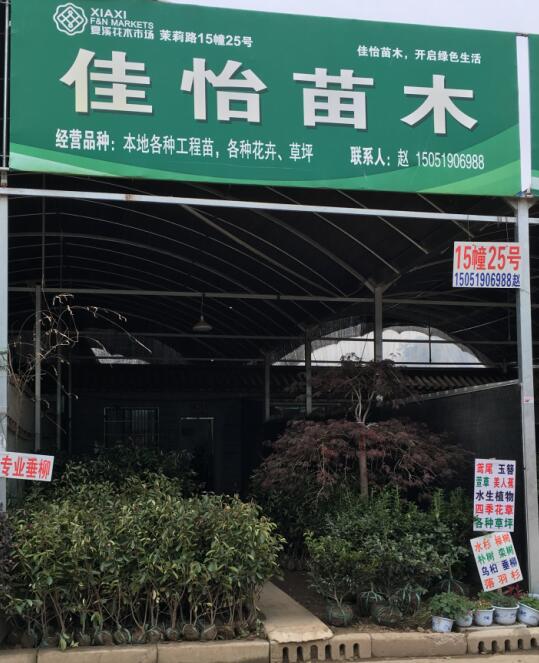 XIAXI
F&N MARKETS
夏溪花木市场 茉莉路15幢25号
佳怡苗木，开启绿色生活
佳怡苗木
经营品种：本地各种工程苗，各种花卉、草坪 联系人：赵 15051906988
15幢25号
15051906988赵
专业垂柳
鸢尾 玉簪
萱草 美人蕉
水生植物
四季花草
各种草坪
水杉 榉树
朴树 栾树
乌桕 垂柳
落羽杉